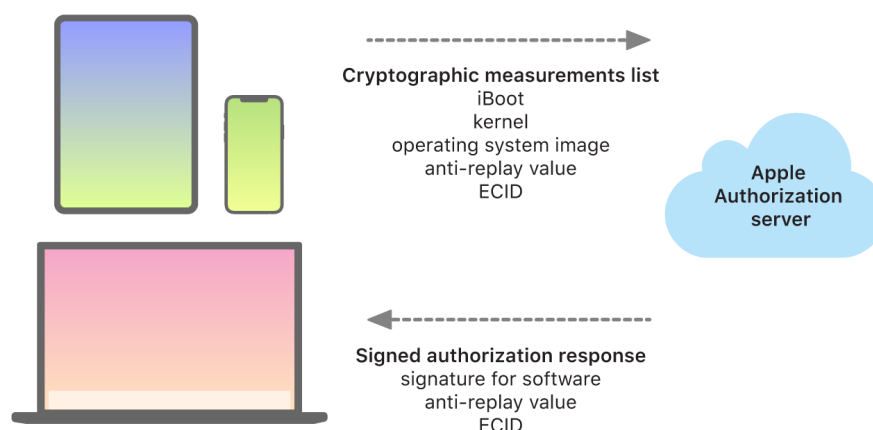 Cryptographic measurements list
iBoot
kernel
operating system image
anti-replay value
ECID
Apple
Authorization
server
Signed authorization response
signature for software
anti-replay value
ECID